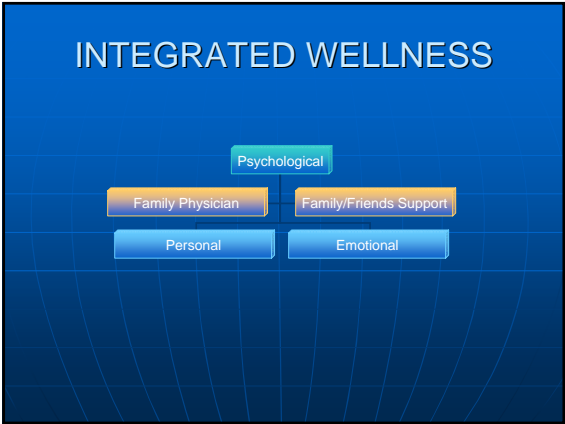 INTEGRATED WELLNESS
Psychological
Family Physician
Family/Friends Support
Personal
Emotional